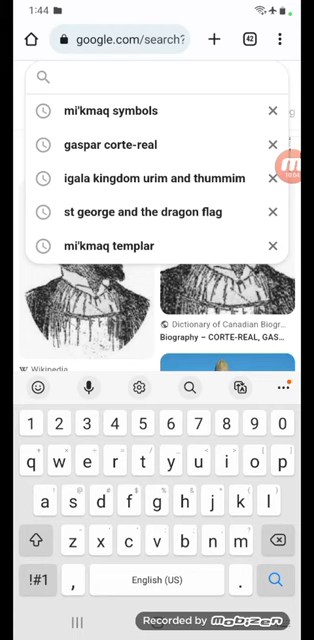 1:44
google.com/search?
42
mi'kmaq symbols
gaspar corte-real
igala kingdom urim and thummim
st george and the dragon flag
mi'kmaq templar
Dictionary of Canadian Biogr...
Biography – CORTE-REAL, GAS...
W Wikipedia
1 2 3 4 5 6 7 8 9 0
q w e r t y u i o p
a s d f g h j k l
z x c v b n m
!#1 , English (US) .
Recorded by mobizen